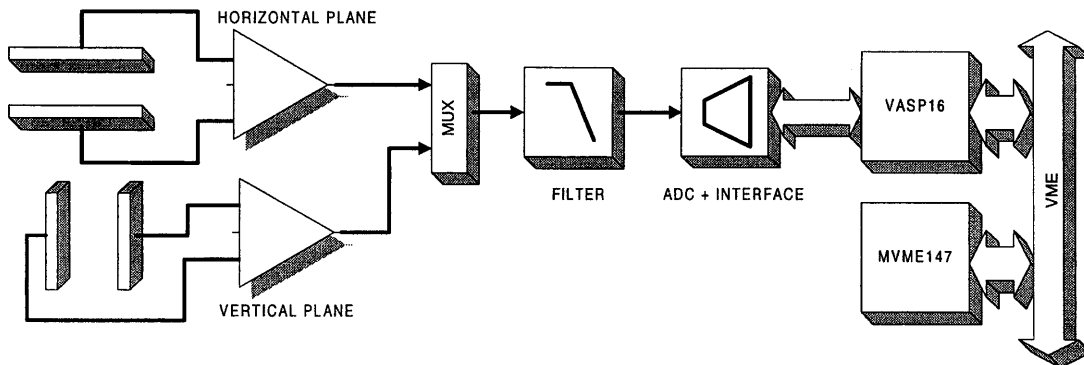 HORIZONTAL PLANE
MUX
FILTER
ADC + INTERFACE
VASP16
VME
MVME147
VERTICAL PLANE